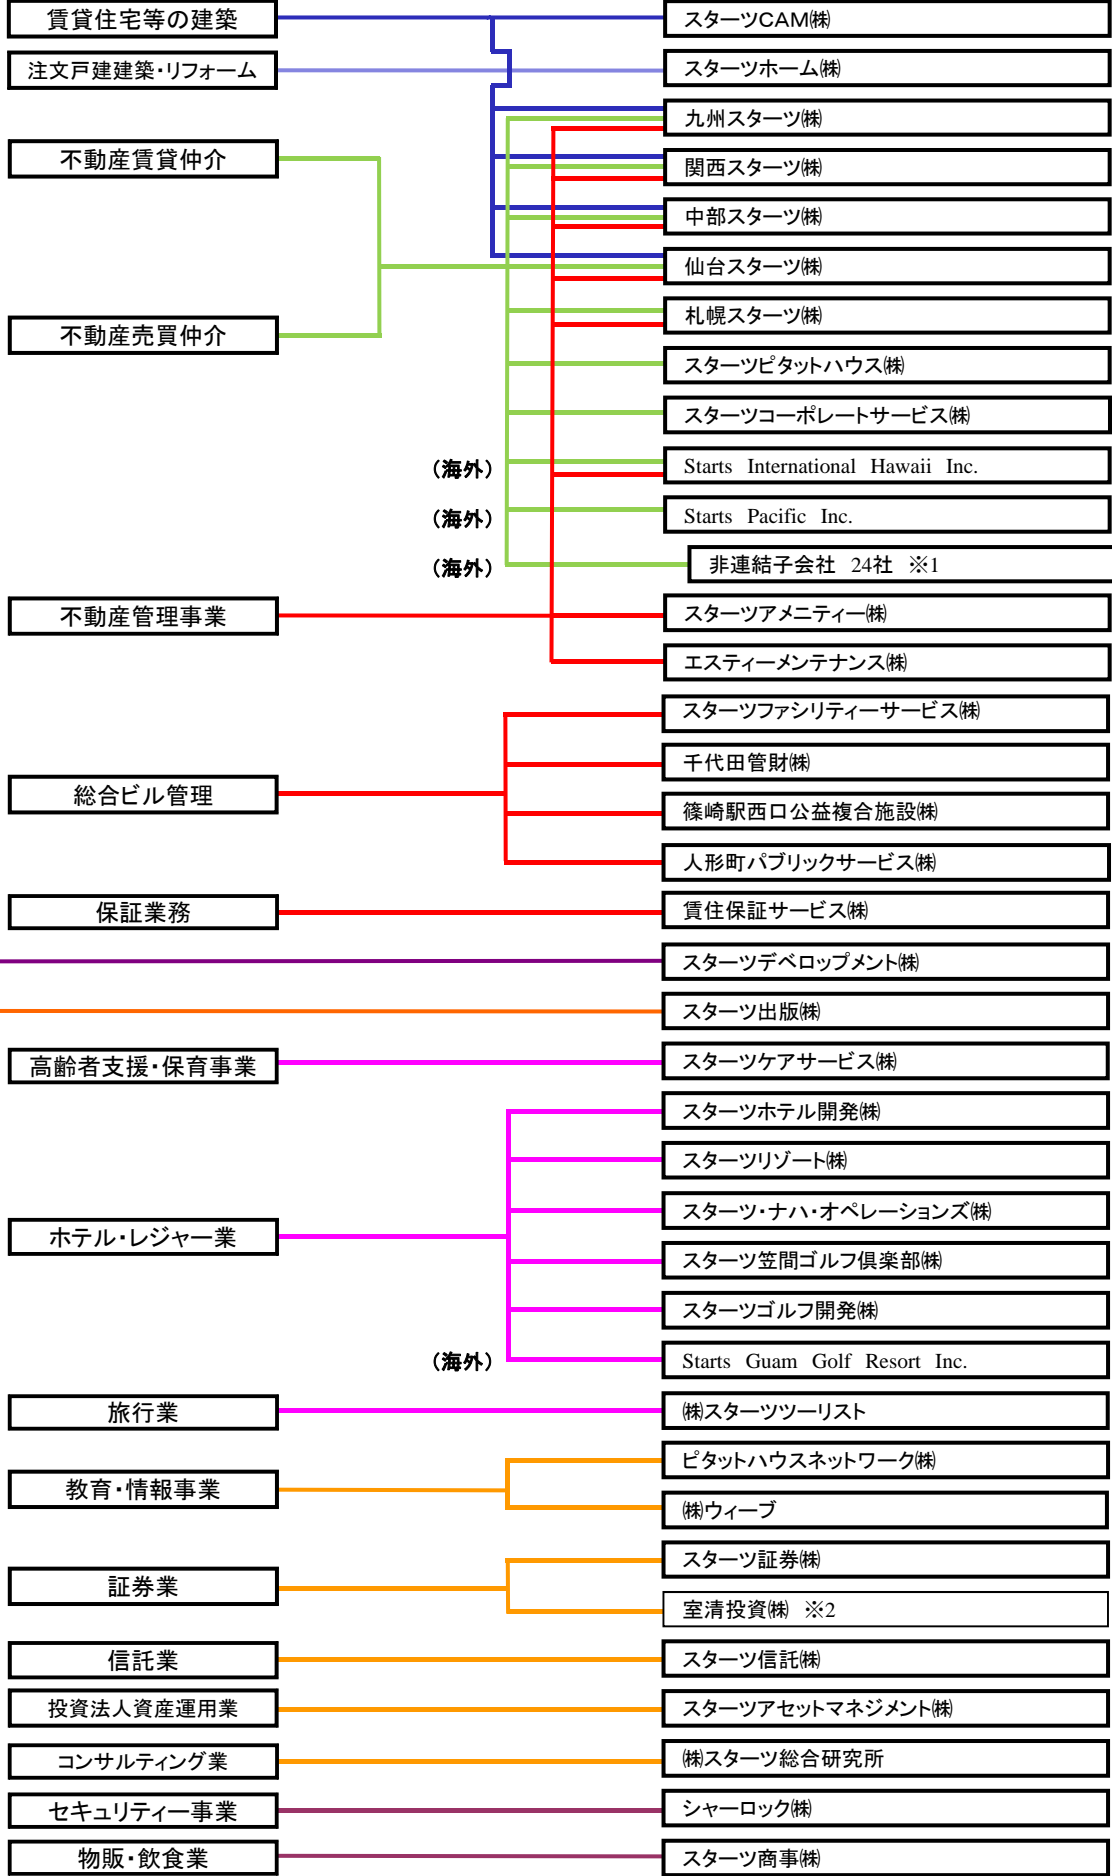 賃貸住宅等の建築
スターツCAM㈱
注文戸建建築・リフォーム
スターツホーム㈱
九州スターツ㈱
不動産賃貸仲介
関西スターツ㈱
中部スターツ㈱
仙台スターツ㈱
札幌スターツ㈱
不動産売買仲介
スターツピタットハウス㈱
スターツコーポレートサービス㈱
(海外)
Starts International Hawaii Inc.
(海外)
Starts Pacific Inc.
(海外)
非連結子会社 24社 ※1
不動産管理事業
スターツアメニティー㈱
エスティーメンテナンス㈱
スターツファシリティーサービス㈱
千代田管財㈱
総合ビル管理
篠崎駅西口公益複合施設㈱
人形町パブリックサービス㈱
保証業務
賃住保証サービス㈱
スターツデベロップメント㈱
スターツ出版㈱
高齢者支援・保育事業
スターツケアサービス㈱
スターツホテル開発㈱
スターツリゾート㈱
スターツ・ナハ・オペレーションズ㈱
ホテル・レジャー業
スターツ笠間ゴルフ倶楽部㈱
スターツゴルフ開発㈱
(海外)
Starts Guam Golf Resort Inc.
旅行業
㈱スターツツーリスト
ピタットハウスネットワーク㈱
教育・情報事業
㈱ウィーブ
スターツ証券㈱
証券業
室清投資㈱ ※2
信託業
スターツ信託㈱
投資法人資産運用業
スターツアセットマネジメント㈱
コンサルティング業
㈱スターツ総合研究所
セキュリティー事業
シャーロック㈱
物販・飲食業
スターツ商事㈱